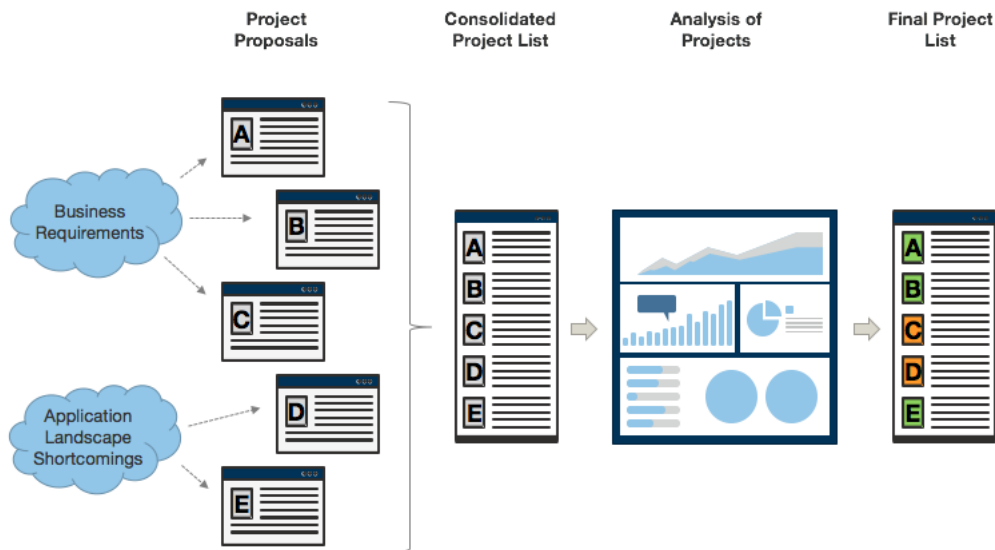 Project
Proposals
Consolidated
Project List
Analysis of
Projects
Final Project
List
Business
Requirements
Application
Landscape
Shortcomings
A
B
C
D
E
A
B
C
D
E
A
B
C
D
E